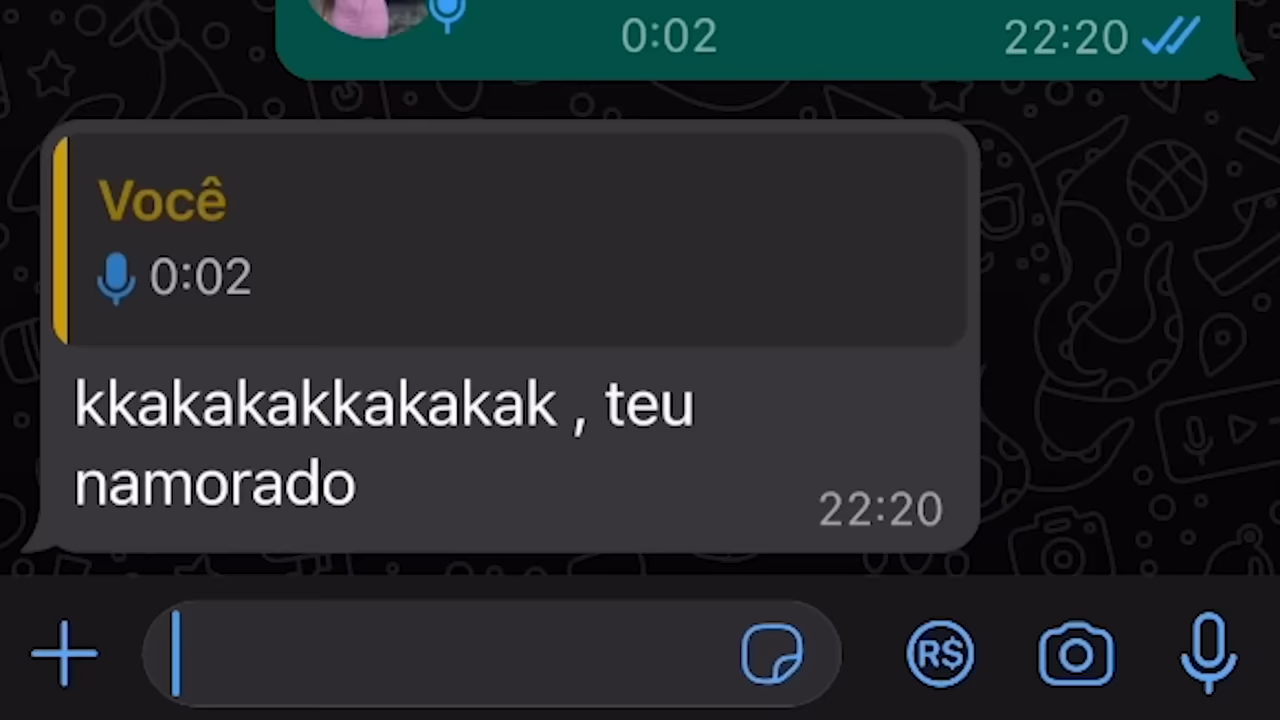 0:02 22:20
Você
0:02
kkakakakkakakak , teu
namorado
22:20
R$